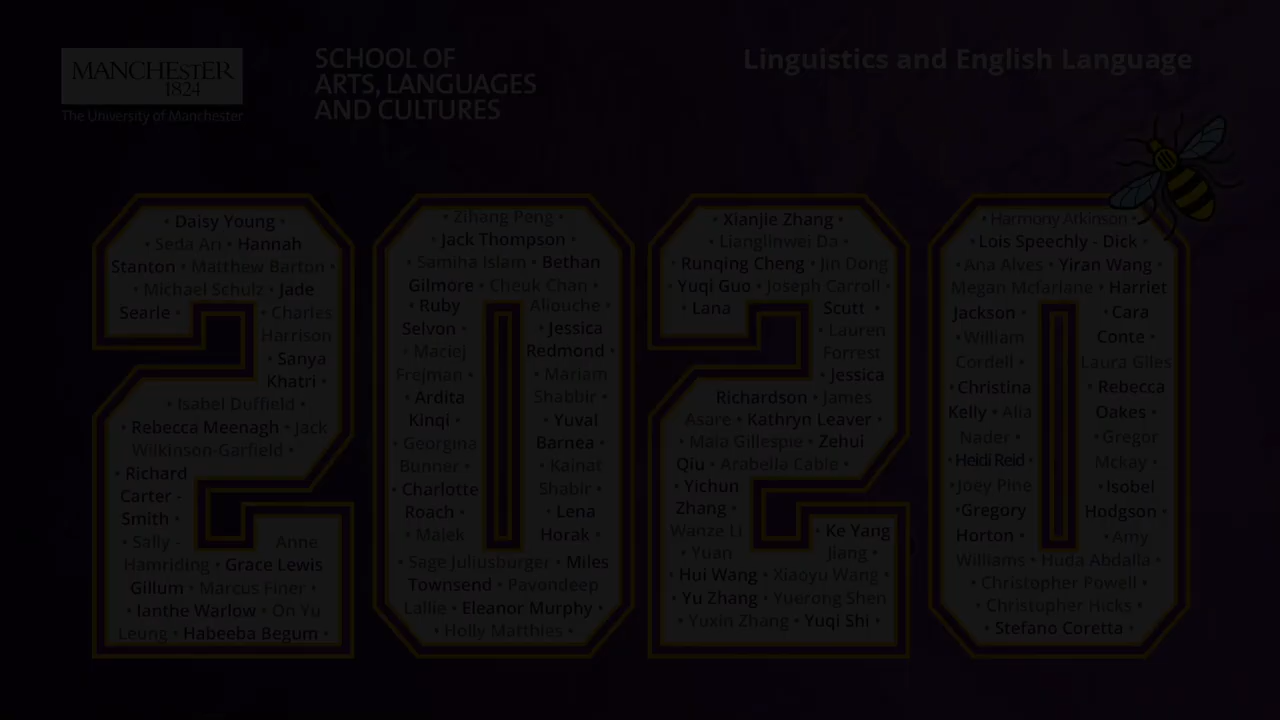 MANCHESTER
1824
The University of Manchester
SCHOOL OF
ARTS, LANGUAGES
AND CULTURES
Linguistics and English Language
• Daisy Young •
• Seda Arı • Hannah
Stanton • Matthew Barton •
• Michael Schulz • Jade
Searle • • Charles
Harrison
• Sanya
Khatri •
• Isabel Duffield •
• Rebecca Meenagh • Jack
Wilkinson-Garfield •
• Richard
Carter -
Smith •
• Sally - Anne
Hamriding • Grace Lewis
Gillum • Marcus Finer •
• Ianthe Warlow • On Yu
Leung • Habeeba Begum •
• Zihang Peng •
• Jack Thompson •
• Samiha Islam • Bethan
Gilmore • Cheuk Chan •
• Ruby
Selvon •
• Maciej
Frejman •
• Ardita
Kinqi •
• Georgina
Bunner •
• Charlotte
Roach •
• Malek
Aliouche •
• Jessica
Redmond •
• Mariam
Shabbir •
• Yuval
Barnea •
• Kainat
Shabir •
• Lena
Horak •
• Sage Juliusburger • Miles
Townsend • Pavondeep
Lallie • Eleanor Murphy •
• Holly Matthies •
• Xianjie Zhang •
• Lianglinwei Da •
• Runqing Cheng • Jin Dong
• Yuqi Guo • Joseph Carroll •
• Lana Scutt •
• Lauren
Forrest
• Jessica
Richardson • James
Asare • Kathryn Leaver •
• Maia Gillespie • Zehui
Qiu • Arabella Cable •
• Yichun
Zhang •
Wanze Li • Ke Yang
• Yuan Jiang •
• Hui Wang • Xiaoyu Wang •
• Yu Zhang • Yuerong Shen
• Yuxin Zhang • Yuqi Shi •
• Harmony Atkinson •
• Lois Speechly - Dick •
• Ana Alves • Yiran Wang •
Megan Mcfarlane • Harriet
Jackson •
• William
Cordell •
• Christina
Kelly • Alia
Nader •
• Heidi Reid •
• Joey Pine
• Gregory
Horton •
• Cara
Conte •
Laura Giles
• Rebecca
Oakes •
• Gregor
Mckay •
• Isobel
Hodgson •
• Amy
Williams • Huda Abdalla •
• Christopher Powell •
• Christopher Hicks •
• Stefano Coretta •